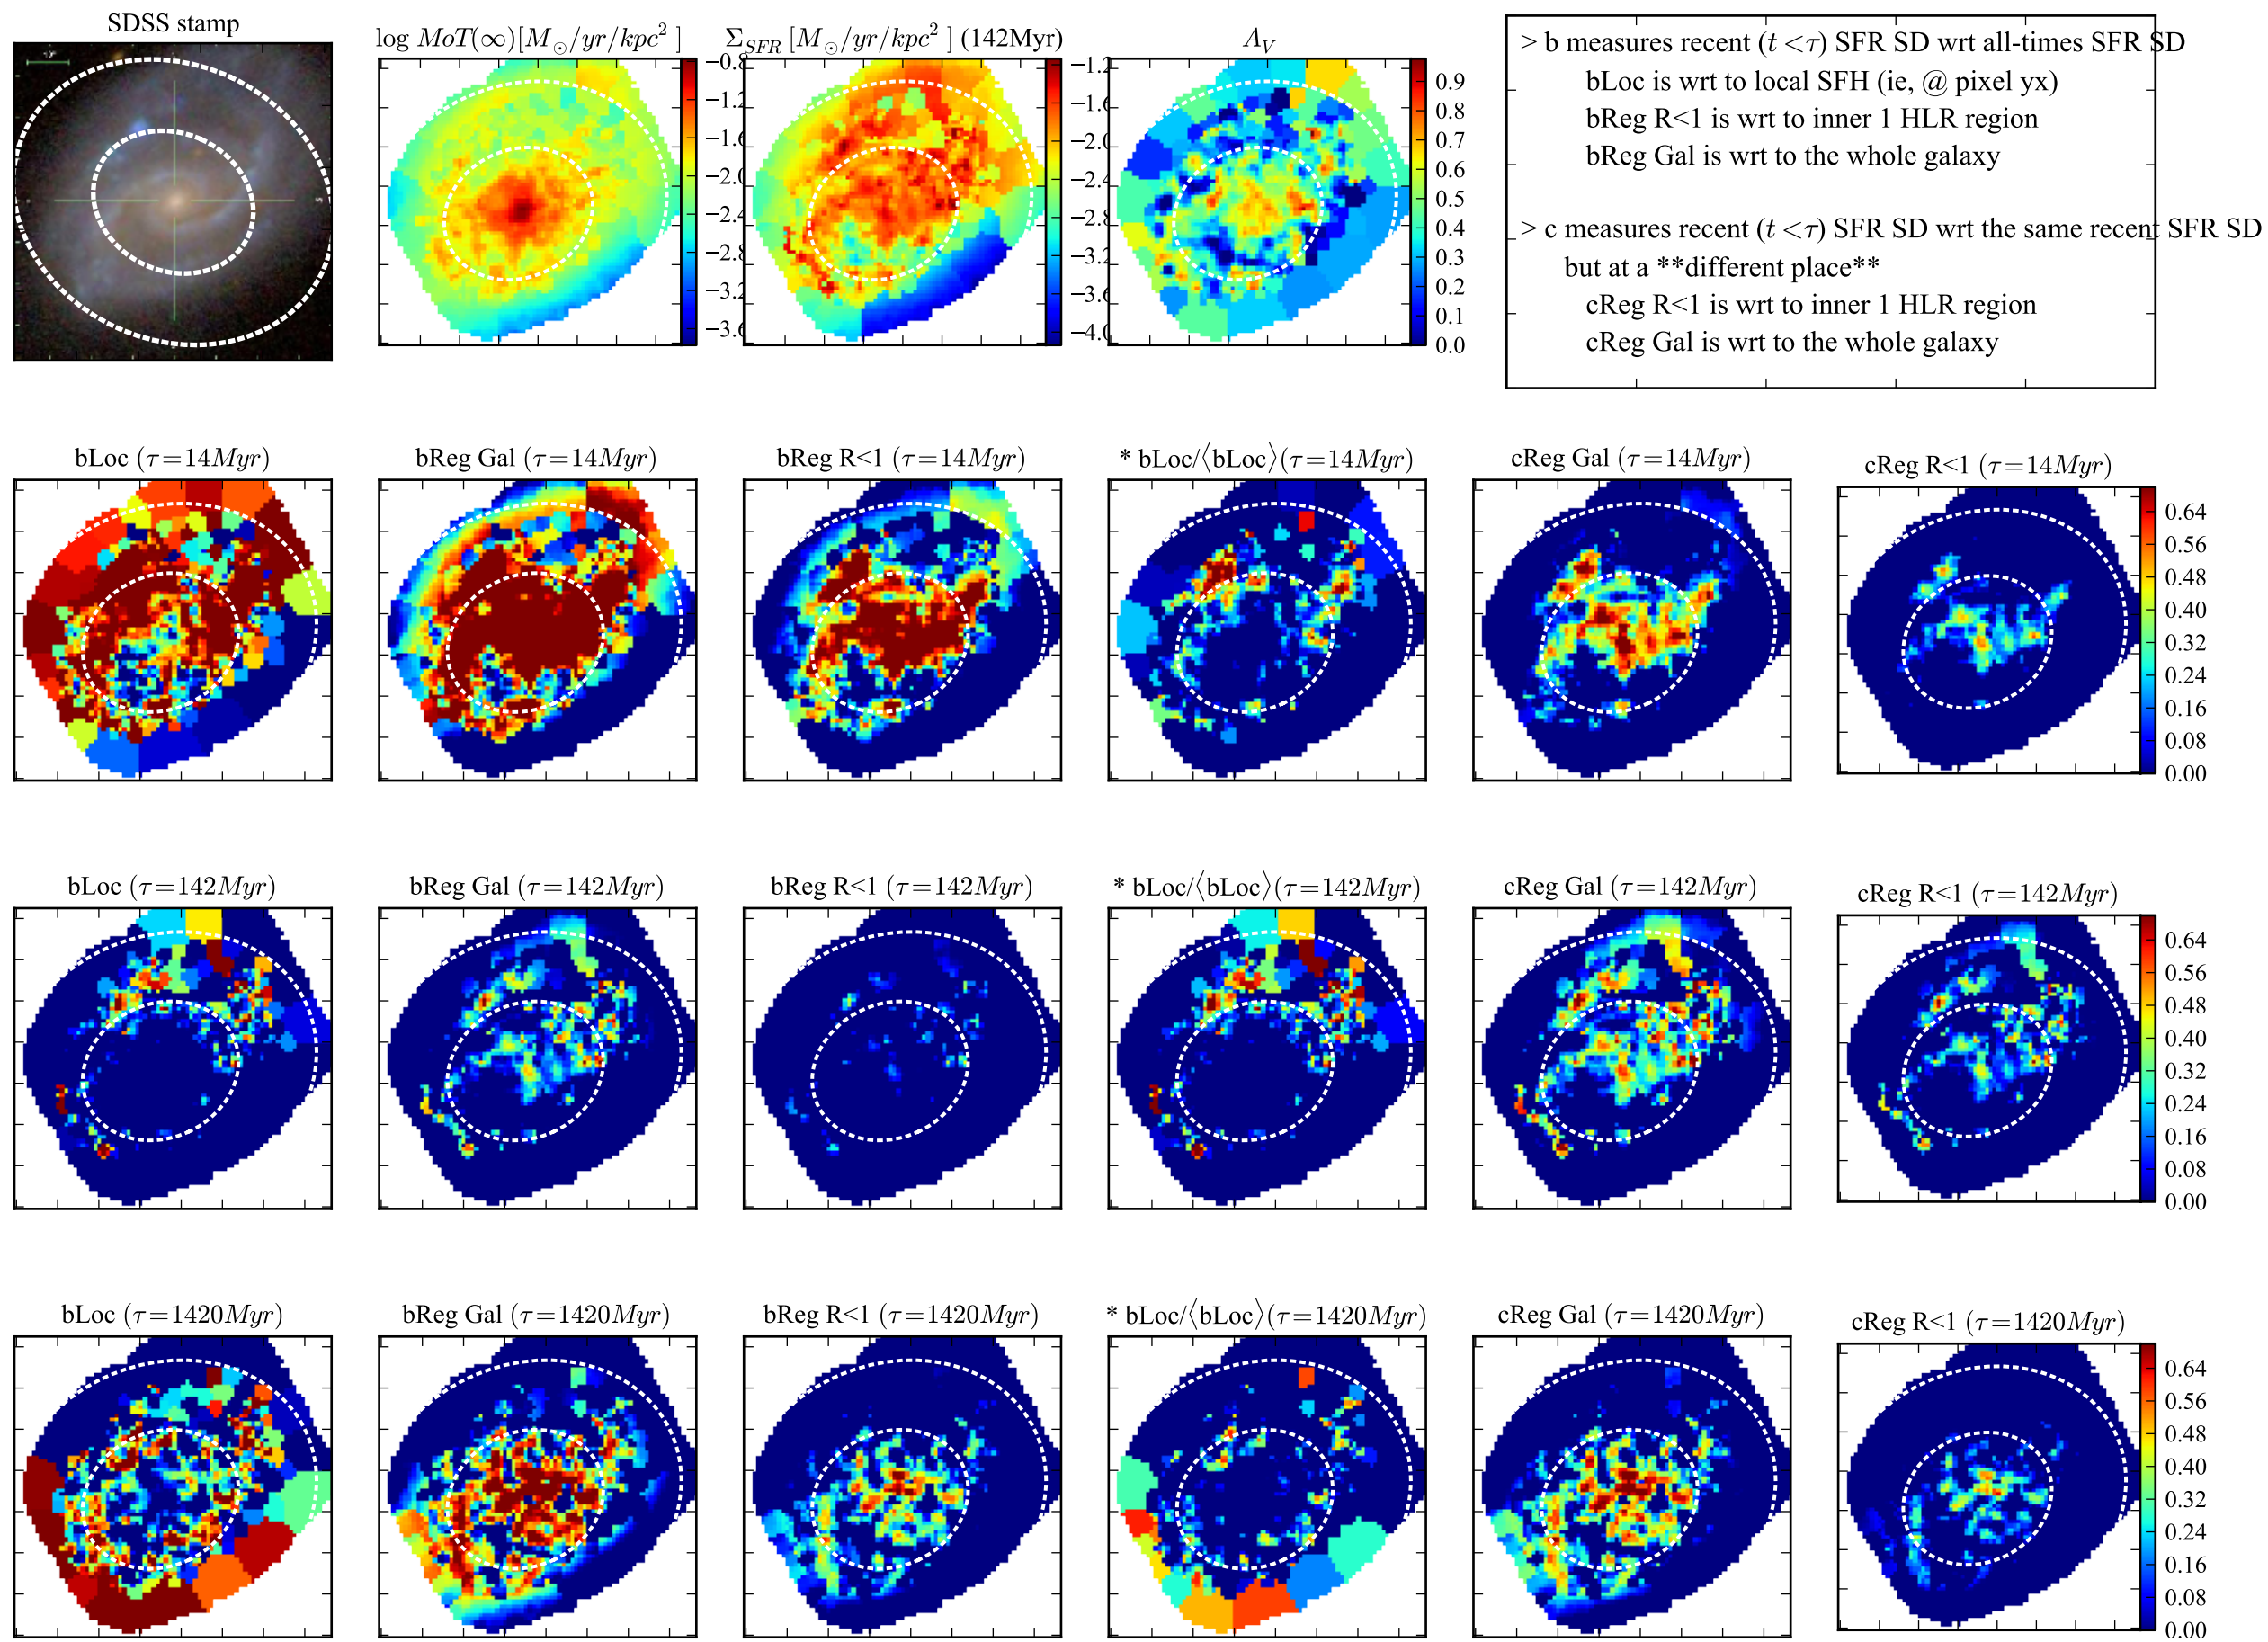 SDSS stamp
log MoT(∞)[M⊙/yr/kpc² ]
Σ_SFR [M⊙/yr/kpc² ] (142Myr)
A_V
−0.8
−1.2
−1.6
−2.0
−2.4
−2.8
−3.2
−3.6
−1.2
−1.6
−2.0
−2.4
−2.8
−3.2
−3.6
−4.0
0.9
0.8
0.7
0.6
0.5
0.4
0.3
0.2
0.1
0.0
> b measures recent (t <τ) SFR SD wrt all-times SFR SD
bLoc is wrt to local SFH (ie, @ pixel yx)
bReg R<1 is wrt to inner 1 HLR region
bReg Gal is wrt to the whole galaxy
> c measures recent (t <τ) SFR SD wrt the same recent SFR SD
but at a **different place**
cReg R<1 is wrt to inner 1 HLR region
cReg Gal is wrt to the whole galaxy
bLoc (τ=14Myr)
bReg Gal (τ=14Myr)
bReg R<1 (τ=14Myr)
* bLoc/⟨bLoc⟩(τ=14Myr)
cReg Gal (τ=14Myr)
cReg R<1 (τ=14Myr)
0.64
0.56
0.48
0.40
0.32
0.24
0.16
0.08
0.00
bLoc (τ=142Myr)
bReg Gal (τ=142Myr)
bReg R<1 (τ=142Myr)
* bLoc/⟨bLoc⟩(τ=142Myr)
cReg Gal (τ=142Myr)
cReg R<1 (τ=142Myr)
0.64
0.56
0.48
0.40
0.32
0.24
0.16
0.08
0.00
bLoc (τ=1420Myr)
bReg Gal (τ=1420Myr)
bReg R<1 (τ=1420Myr)
* bLoc/⟨bLoc⟩(τ=1420Myr)
cReg Gal (τ=1420Myr)
cReg R<1 (τ=1420Myr)
0.64
0.56
0.48
0.40
0.32
0.24
0.16
0.08
0.00